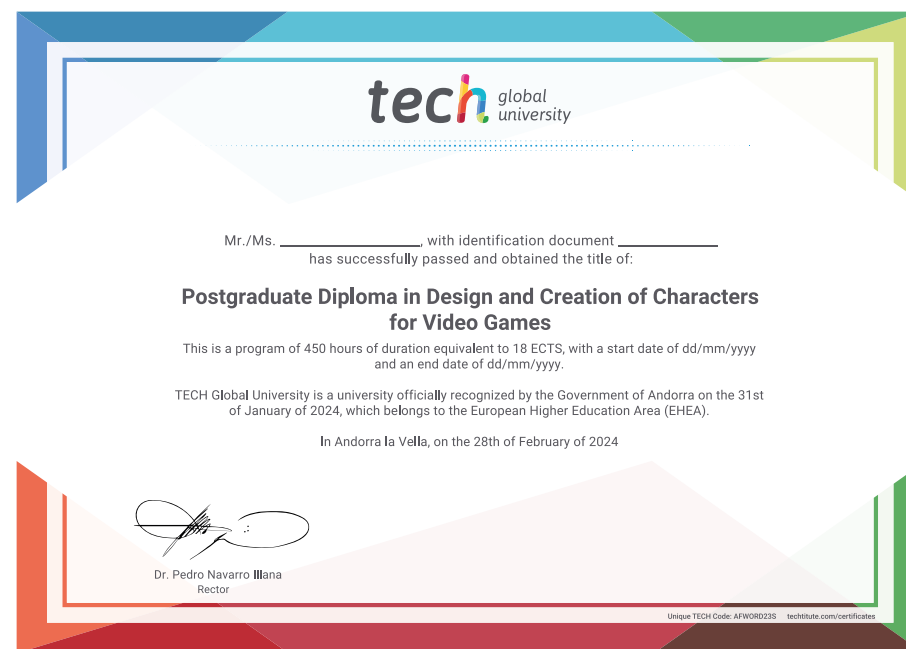 tech global
university
Mr./Ms. ____________, with identification document ____________
has successfully passed and obtained the title of:
Postgraduate Diploma in Design and Creation of Characters
for Video Games
This is a program of 450 hours of duration equivalent to 18 ECTS, with a start date of dd/mm/yyyy
and an end date of dd/mm/yyyy.
TECH Global University is a university officially recognized by the Government of Andorra on the 31st
of January of 2024, which belongs to the European Higher Education Area (EHEA).
In Andorra la Vella, on the 28th of February of 2024
Dr. Pedro Navarro Illana
Rector
Unique TECH Code: AFWORD23S techtitute.com/certificates